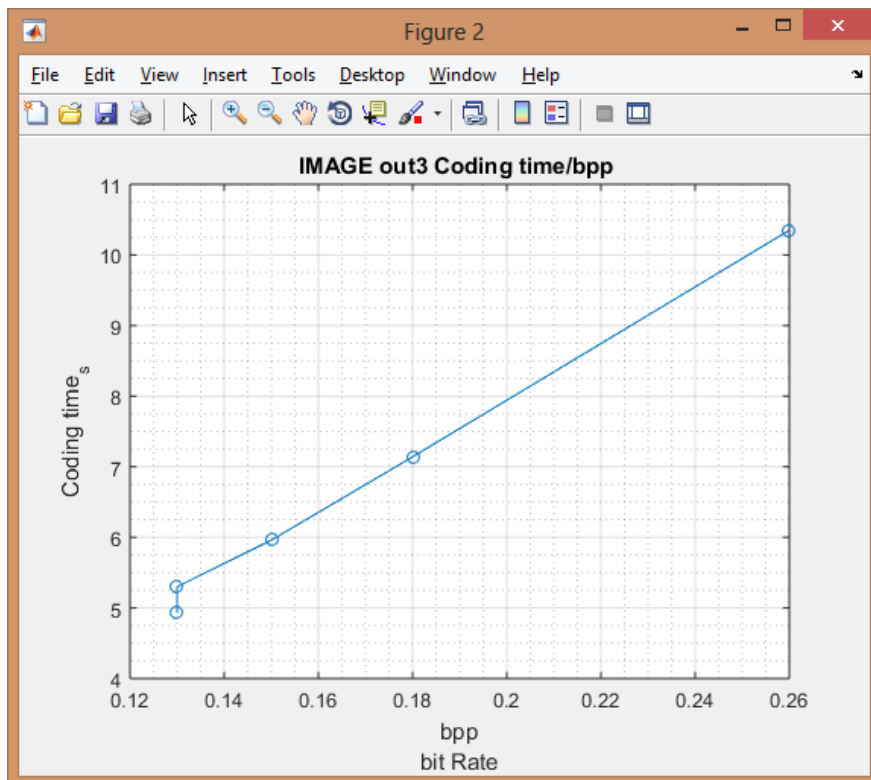 Figure 2
File Edit View Insert Tools Desktop Window Help
IMAGE out3 Coding time/bpp
11
10
9
8
7
6
5
4
Coding time_s
0.12 0.14 0.16 0.18 0.2 0.22 0.24 0.26
bpp
bit Rate